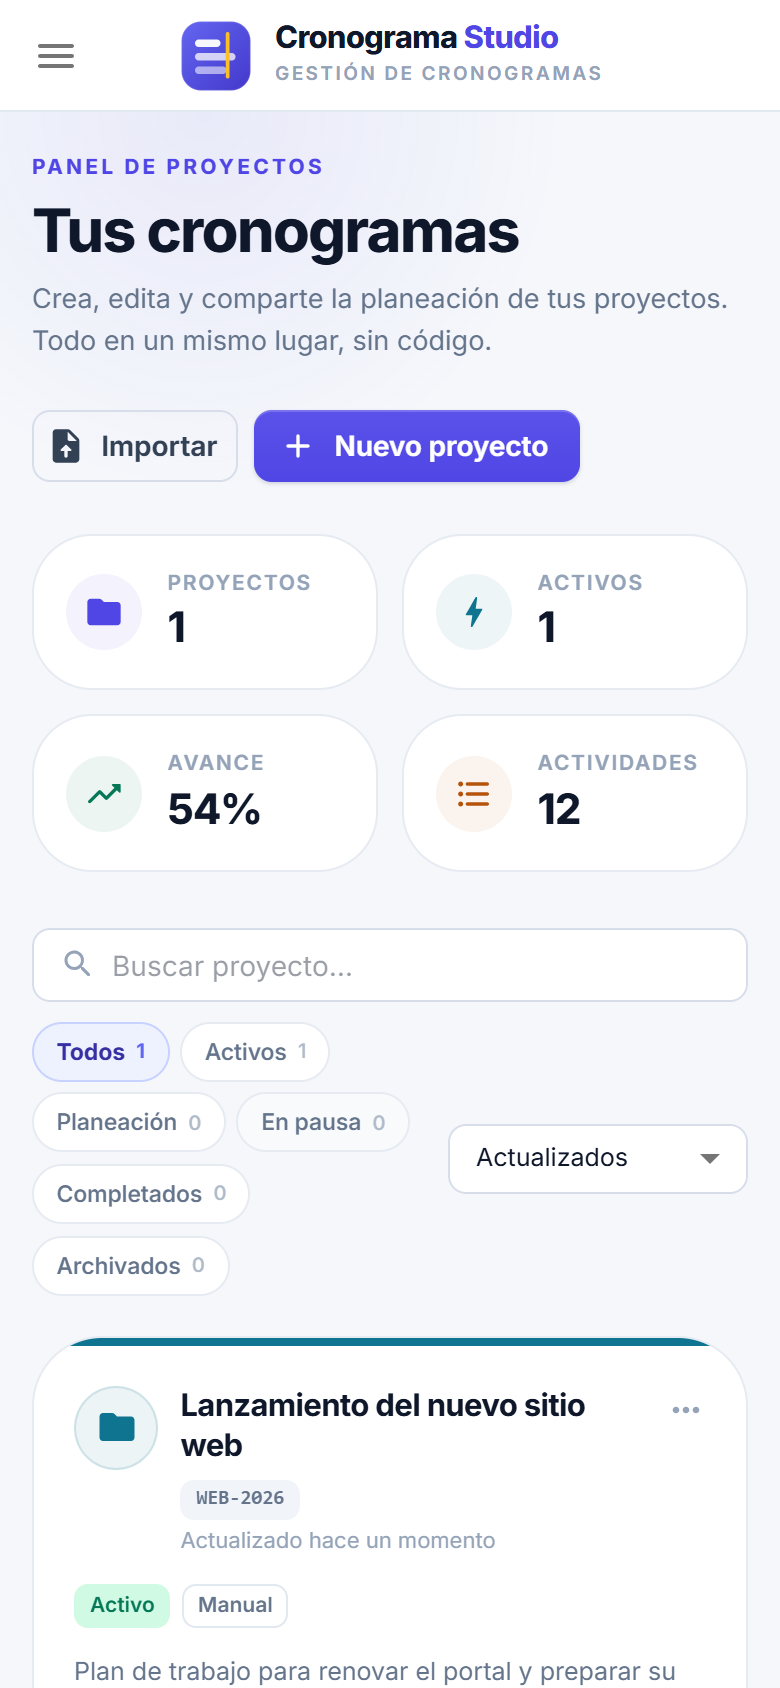 Cronograma Studio
GESTIÓN DE CRONOGRAMAS
PANEL DE PROYECTOS
Tus cronogramas
Crea, edita y comparte la planeación de tus proyectos.
Todo en un mismo lugar, sin código.
Importar
Nuevo proyecto
PROYECTOS
1
ACTIVOS
1
AVANCE
54%
ACTIVIDADES
12
Buscar proyecto...
Todos 1
Activos 1
Planeación 0
En pausa 0
Completados 0
Archivados 0
Actualizados
Lanzamiento del nuevo sitio
web
WEB-2026
Actualizado hace un momento
Activo
Manual
Plan de trabajo para renovar el portal y preparar su